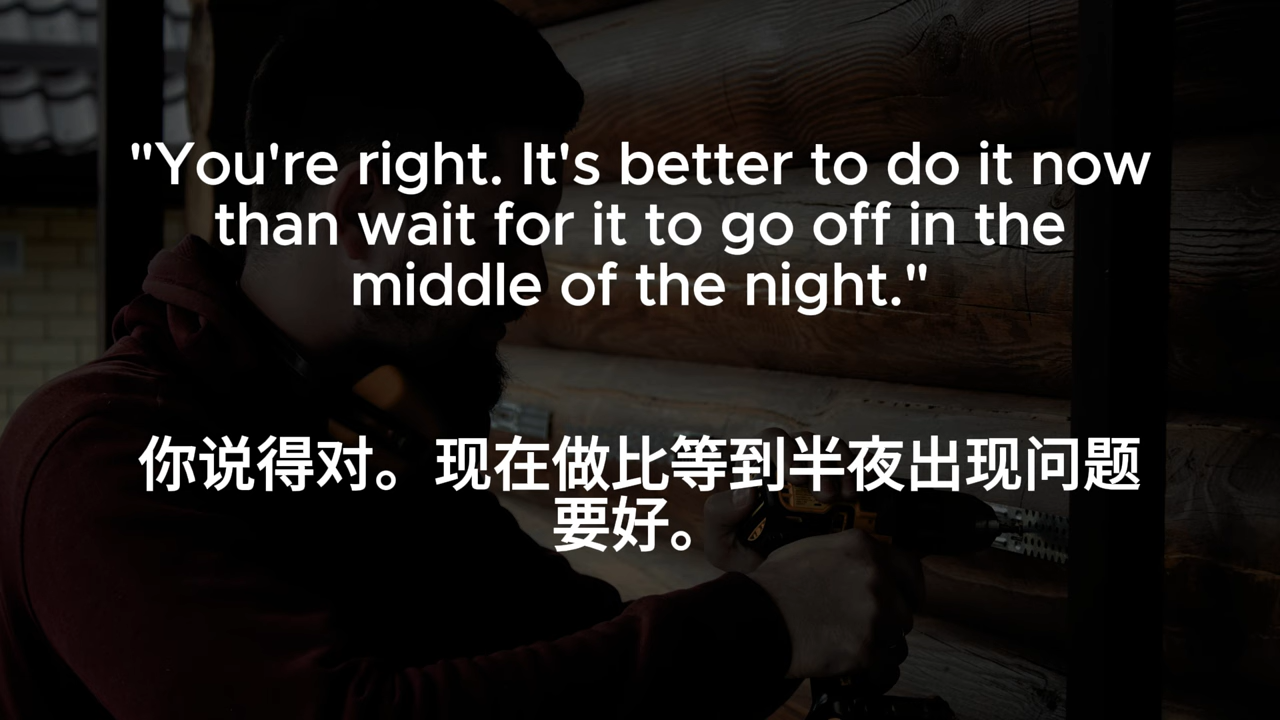 "You're right. It's better to do it now
than wait for it to go off in the
middle of the night."
你说得对。现在做比等到半夜出现问题
要好。